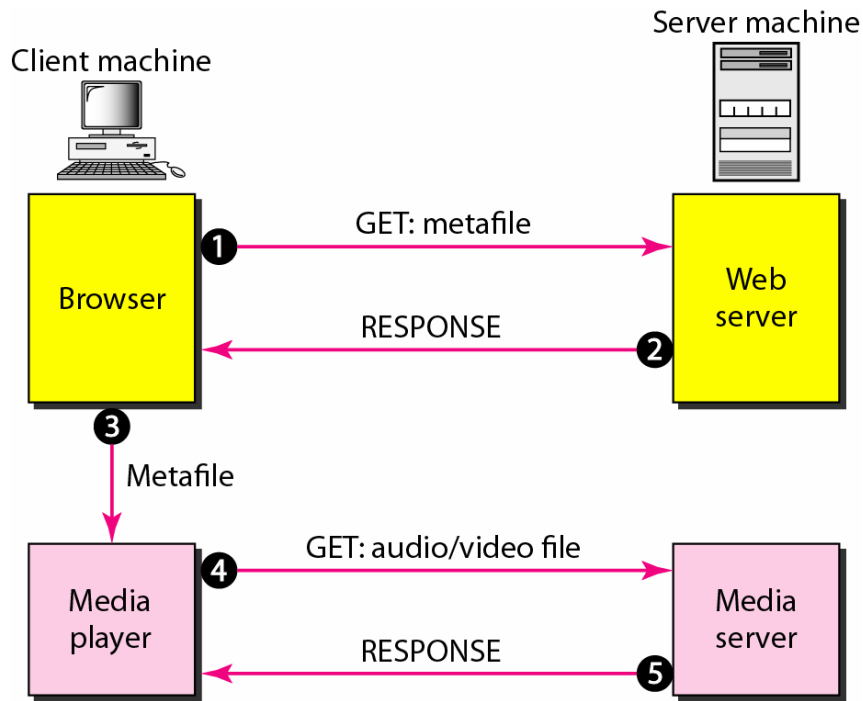 Server machine
Client machine
1
GET: metafile
Browser
Web
server
RESPONSE
2
3
Metafile
4
GET: audio/video file
Media
player
Media
server
RESPONSE
5